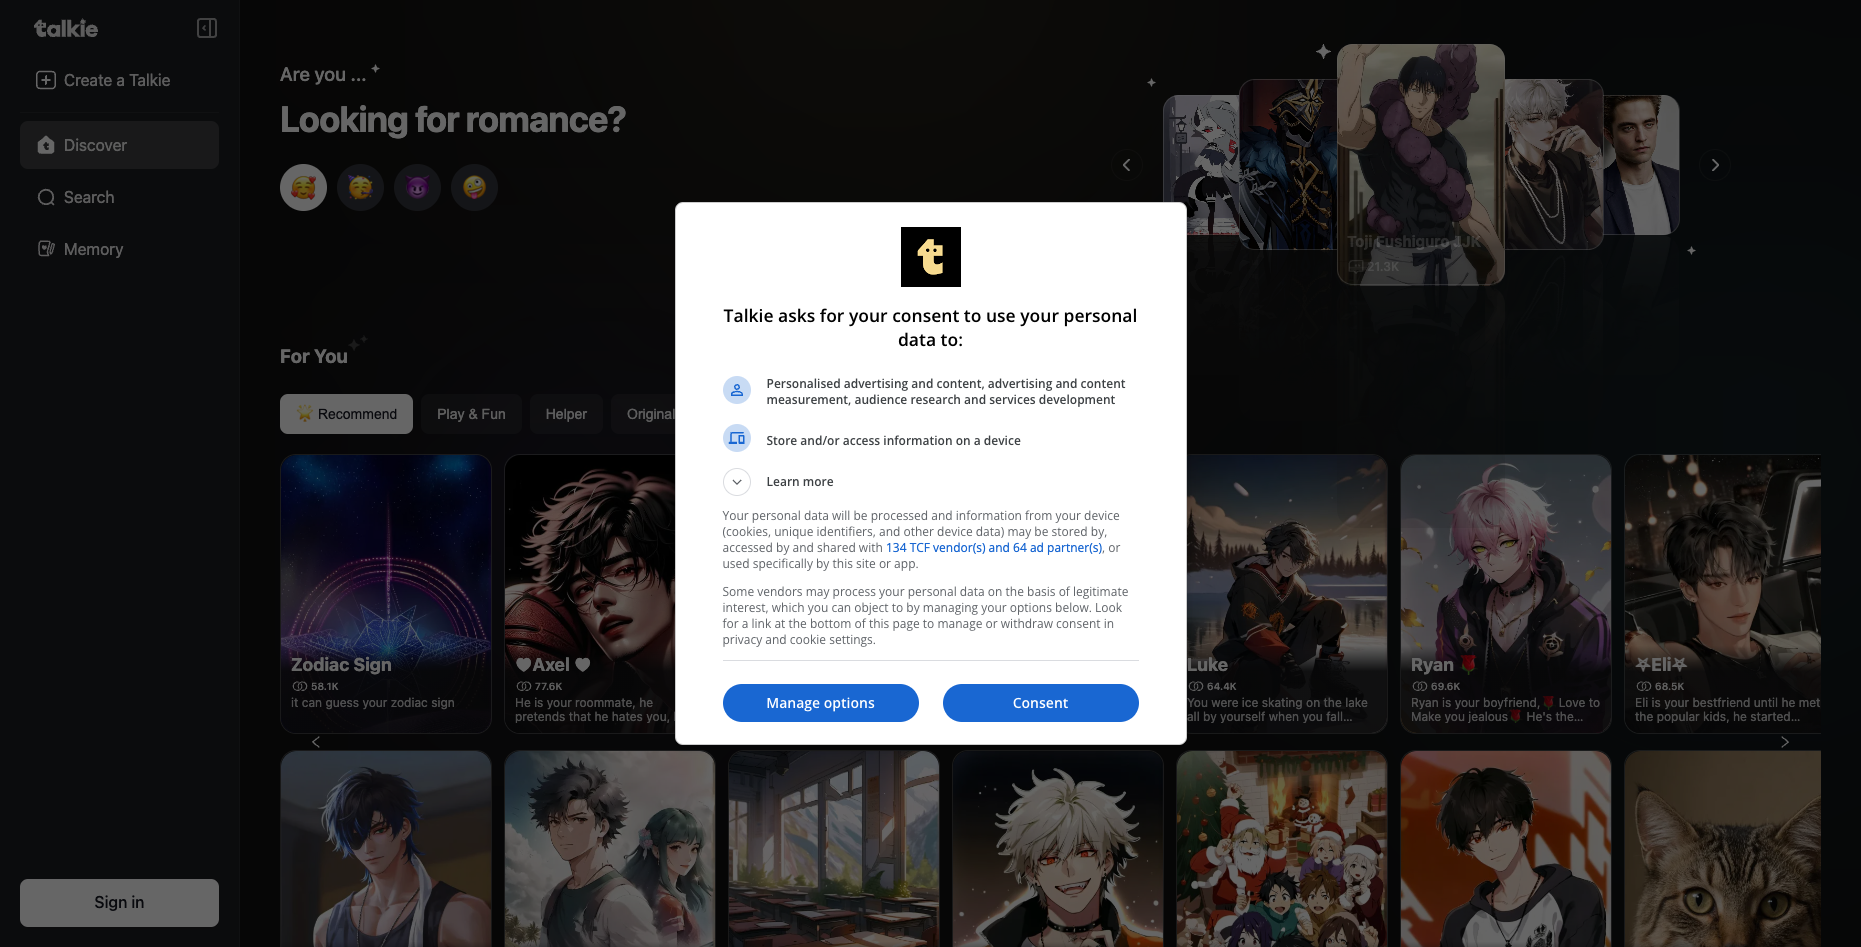 talkie
Create a Talkie
Discover
Search
Memory
Sign in
Are you ...
Looking for romance?
Toji Fushiguro JJK
21.3K
For You
Recommend
Play & Fun
Helper
Original
Talkie asks for your consent to use your personal
data to:
Personalised advertising and content, advertising and content
measurement, audience research and services development
Store and/or access information on a device
Learn more
Your personal data will be processed and information from your device
(cookies, unique identifiers, and other device data) may be stored by,
accessed by and shared with 134 TCF vendor(s) and 64 ad partner(s), or
used specifically by this site or app.
Some vendors may process your personal data on the basis of legitimate
interest, which you can object to by managing your options below. Look
for a link at the bottom of this page to manage or withdraw consent in
privacy and cookie settings.
Manage options
Consent
Zodiac Sign
58.1K
it can guess your zodiac sign
🖤Axel 🖤
77.6K
He is your roommate, he
pretends that he hates you,
Luke
64.4K
You were ice skating on the lake
all by yourself when you fall...
Ryan 🌹
69.6K
Ryan is your boyfriend,🌹 Love to
Make you jealous🌹 He's the...
⛧Eli⛧
68.5K
Eli is your bestfriend until he met
the popular kids, he started...